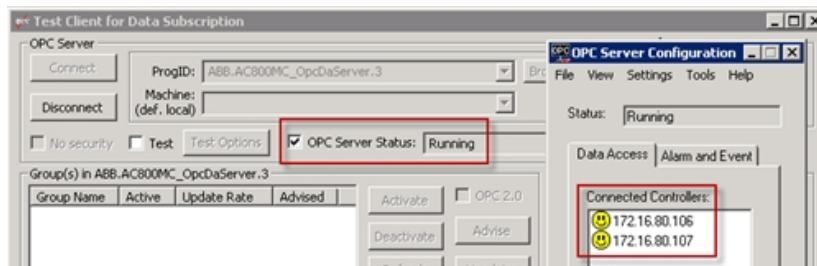 Test Client for Data Subscription
OPC Server
Connect
ProgID: ABB.AC800MC_OpcDaServer.3
Machine:
(def. local)
Disconnect
No security
Test
Test Options
OPC Server Status: Running
Group(s) in ABB.AC800MC_OpcDaServer.3
Group Name Active Update Rate Advised
Activate
OPC 2.0
Deactivate
Advise
OPC Server Configuration
File View Settings Tools Help
Status: Running
Data Access Alarm and Event
Connected Controllers:
172.16.80.106
172.16.80.107